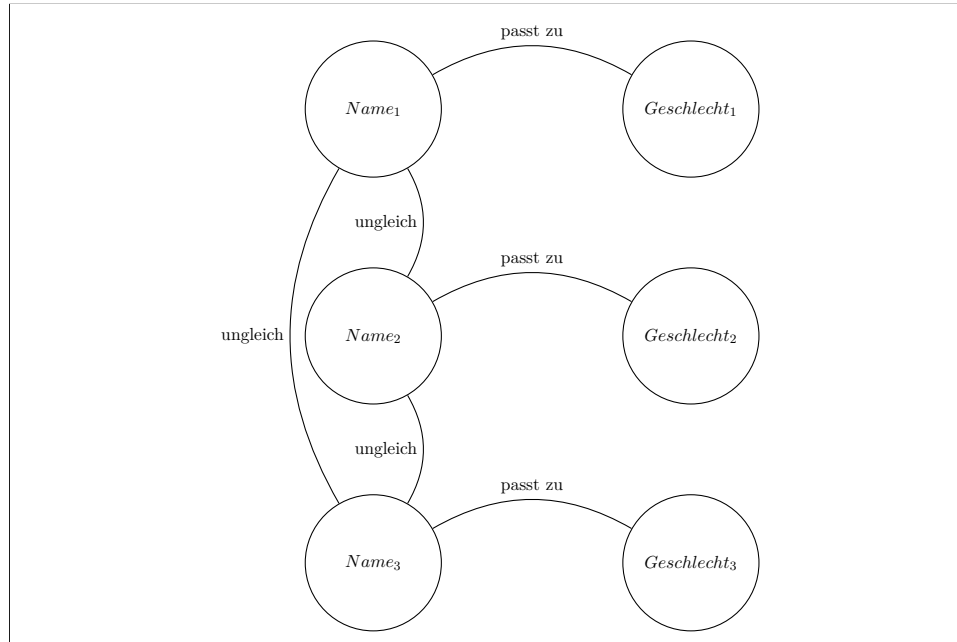 passt zu
Name₁
Geschlecht₁
ungleich
passt zu
ungleich
Name₂
Geschlecht₂
ungleich
passt zu
Name₃
Geschlecht₃